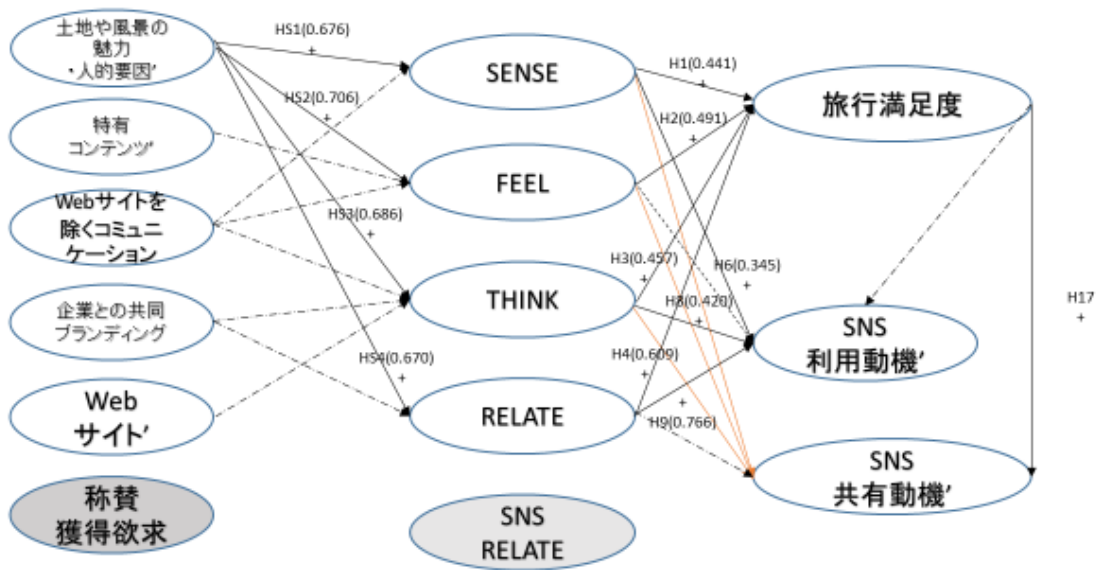 土地や風景の
魅力
・人的要因’
特有
コンテンツ’
Webサイトを
除くコミュニ
ケーション
企業との共同
ブランディング
Web
サイト’
称賛
獲得欲求
HS1(0.676)
+
HS2(0.706)
+
HS3(0.686)
+
HS4(0.670)
+
SENSE
FEEL
THINK
RELATE
SNS
RELATE
H1(0.441)
+
H2(0.491)
+
H3(0.457)
+
H6(0.345)
+
H8(0.420)
+
H4(0.609)
+
+
H9(0.766)
旅行満足度
SNS
利用動機’
SNS
共有動機’
H17
+